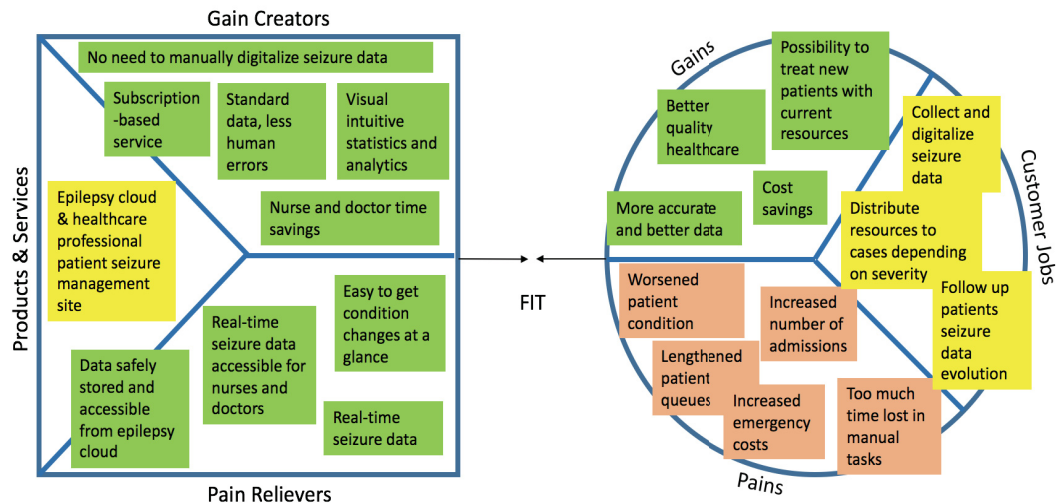 Gain Creators
No need to manually digitalize seizure data
Subscription
-based
service
Standard
data, less
human
errors
Visual
intuitive
statistics and
analytics
Nurse and doctor time
savings
Products & Services
Epilepsy cloud
& healthcare
professional
patient seizure
management
site
Data safely
stored and
accessible
from epilepsy
cloud
Real-time
seizure data
accessible for
nurses and
doctors
Easy to get
condition
changes at a
glance
Real-time
seizure data
Pain Relievers
FIT
Gains
Possibility to
treat new
patients with
current
resources
Better
quality
healthcare
Cost
savings
More accurate
and better data
Customer Jobs
Collect and
digitalize
seizure
data
Distribute
resources to
cases depending
on severity
Follow up
patients
seizure
data
evolution
Worsened
patient
condition
Increased
number of
admissions
Lengthened
patient
queues
Increased
emergency
costs
Too much
time lost in
manual
tasks
Pains